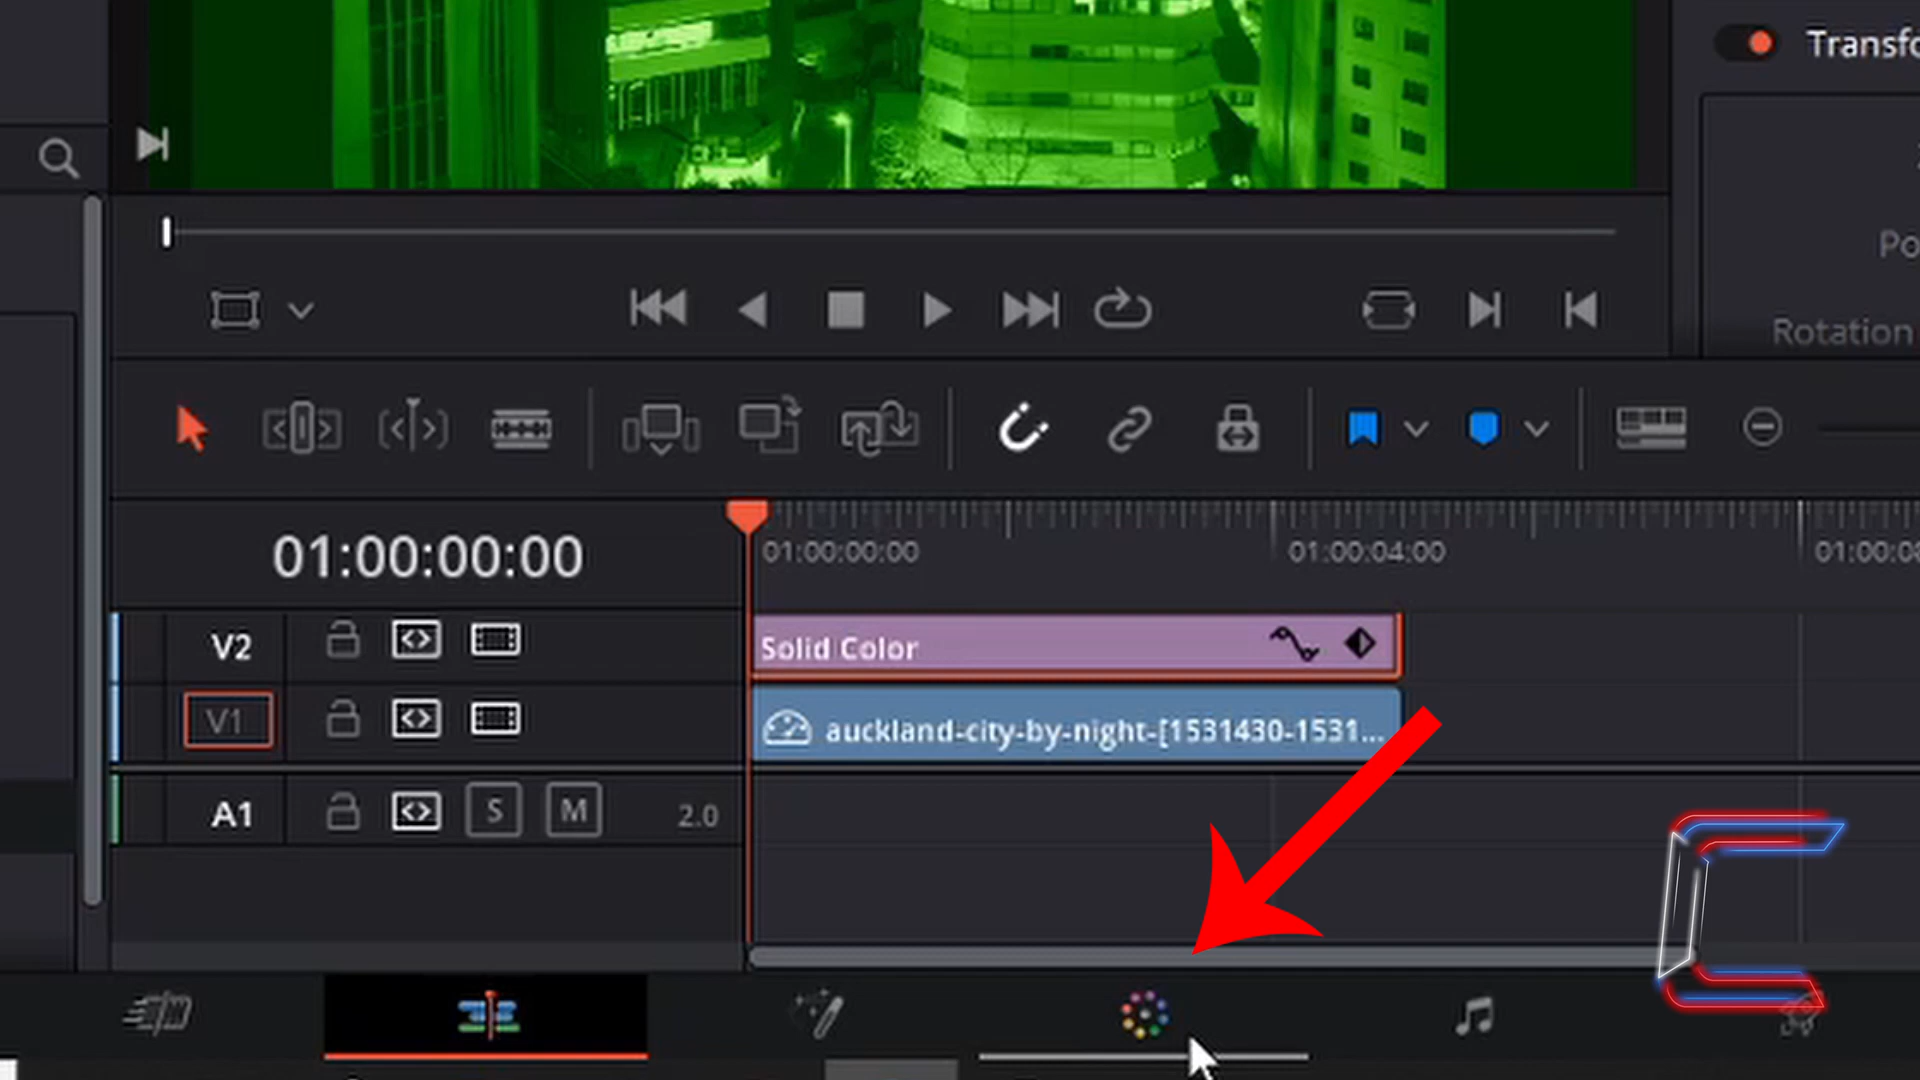 Transfo
Po
Rotation
01:00:00:00
01:00:00:00
01:00:04:00
01:00:08
V2
Solid Color
V1
auckland-city-by-night-[1531430-1531...
A1
S
M
2.0